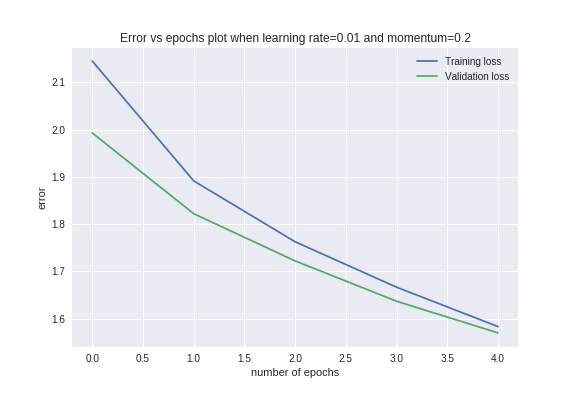 Error vs epochs plot when learning rate=0.01 and momentum=0.2
Training loss
Validation loss
2.1
2.0
1.9
1.8
1.7
1.6
error
0.0 0.5 1.0 1.5 2.0 2.5 3.0 3.5 4.0
number of epochs